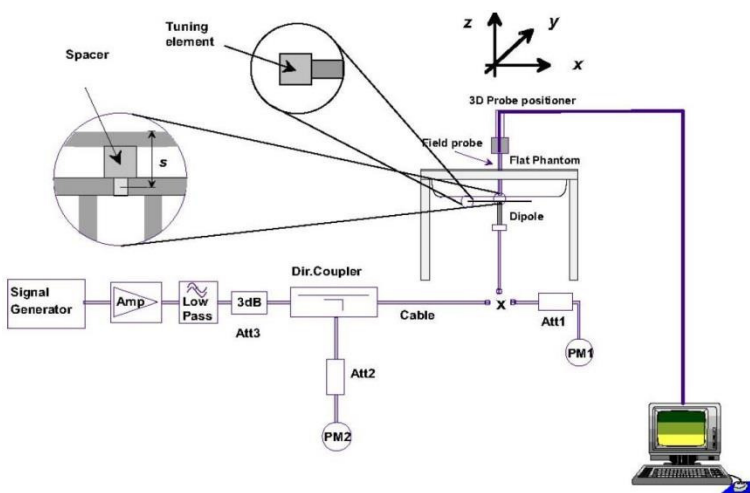 Tuning
element
Spacer
s
z
y
x
3D Probe positioner
Field probe
Flat Phantom
Dipole
Signal
Generator
Amp
Low
Pass
3dB
Att3
Dir.Coupler
Cable
x
Att1
PM1
Att2
PM2